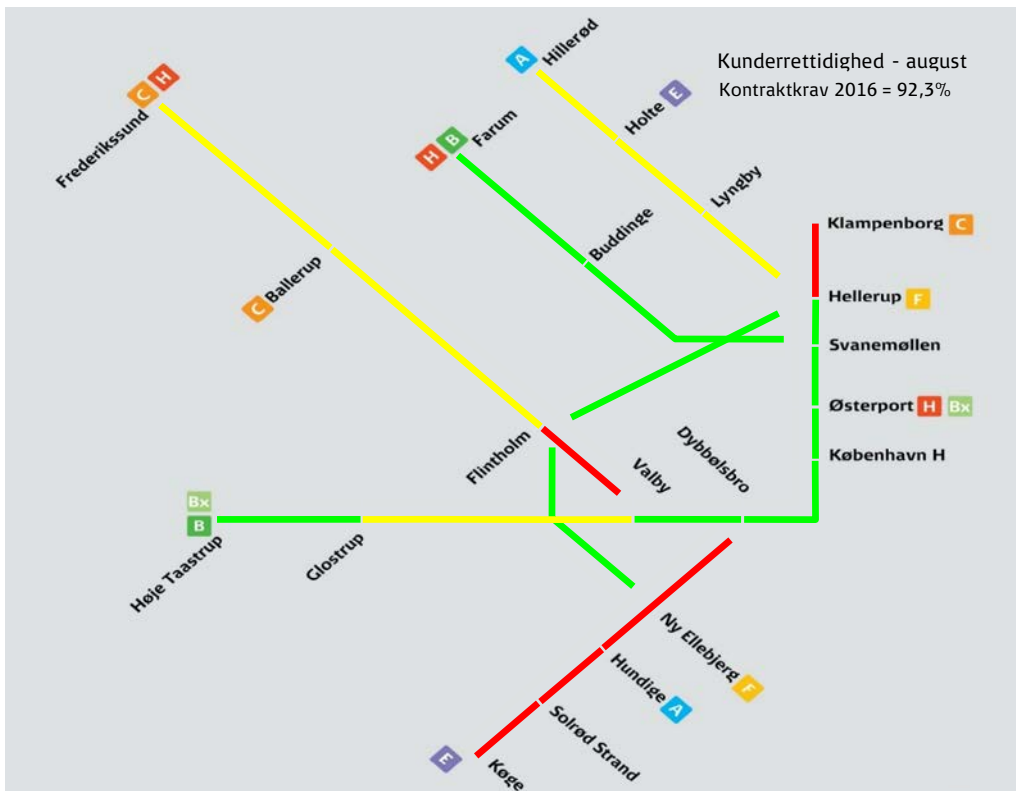 Kunderrettidighed - august
Kontraktkrav 2016 = 92,3%
A Hillerød
Holte E
Lyngby
C H
Frederikssund
H B Farum
Buddinge
C Ballerup
Klampenborg C
Hellerup F
Svanemøllen
Østerport H Bx
København H
Flintholm
Valby
Dybbølsbro
Bx
B
Høje Taastrup
Glostrup
Ny Ellebjerg F
Hundige A
Solrød Strand
E Køge